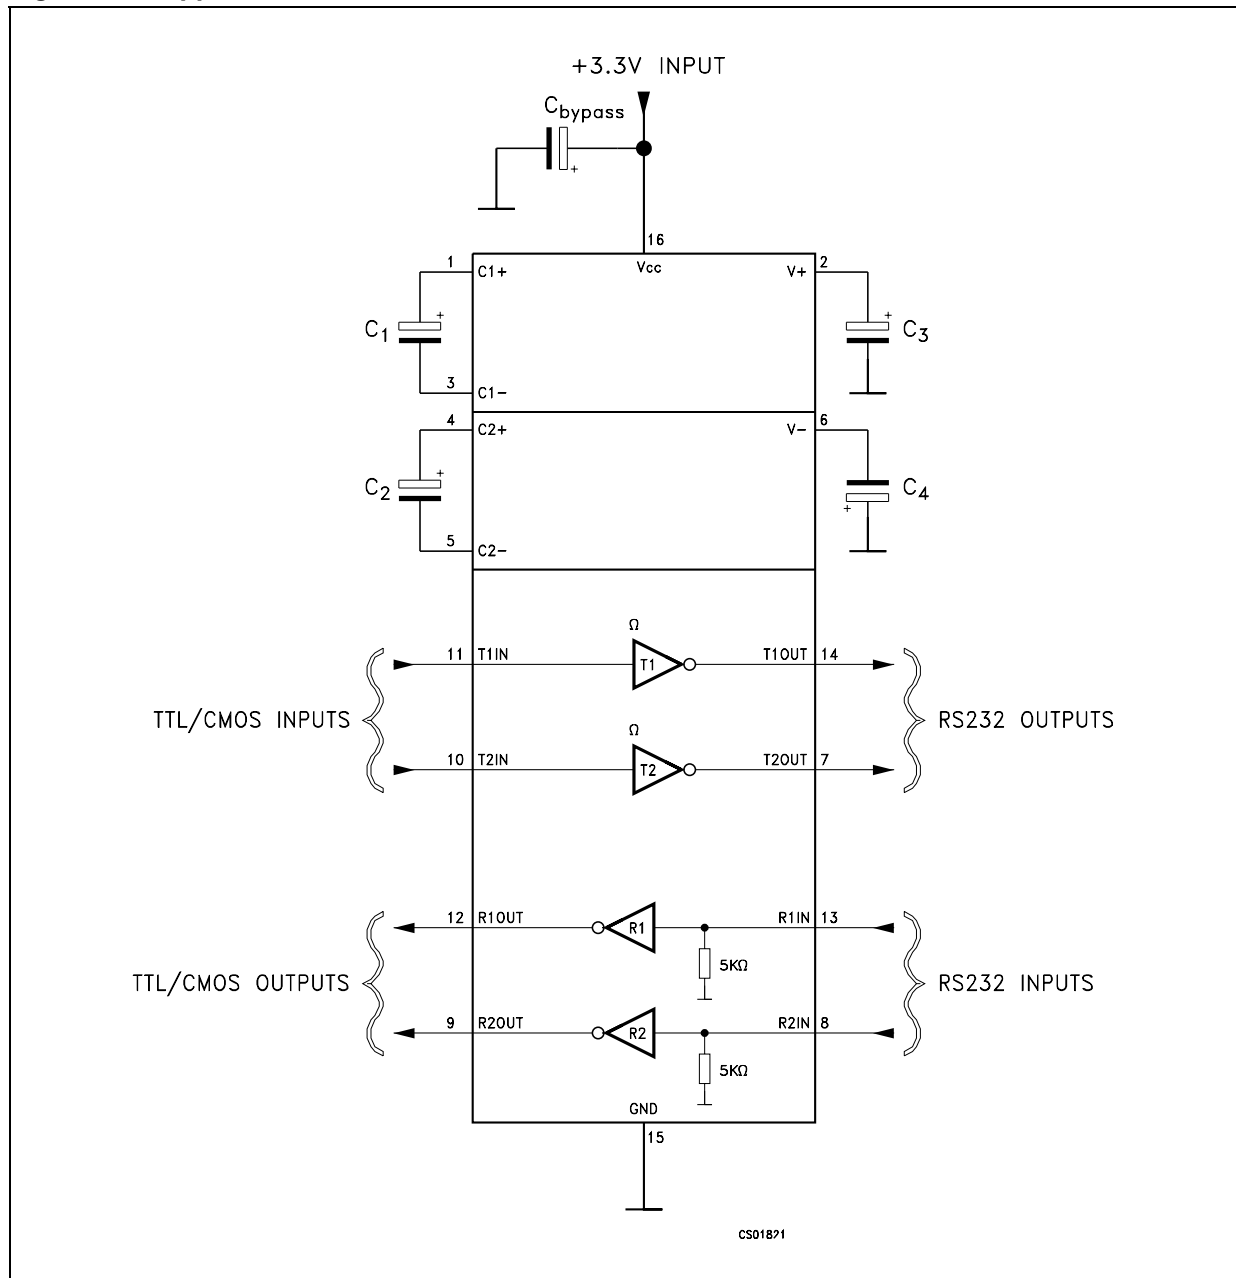 +3.3V INPUT
Cbypass
+
16
Vcc
1 C1+ V+ 2
C1 + + C3
3 C1-
4 C2+ V- 6
C2 + + C4
5 C2-
Ω
11 T1IN T1 T1OUT 14
TTL/CMOS INPUTS RS232 OUTPUTS
Ω
10 T2IN T2 T2OUT 7
12 R1OUT R1 R1IN 13
5KΩ
TTL/CMOS OUTPUTS RS232 INPUTS
9 R2OUT R2 R2IN 8
5KΩ
GND
15
CS01821